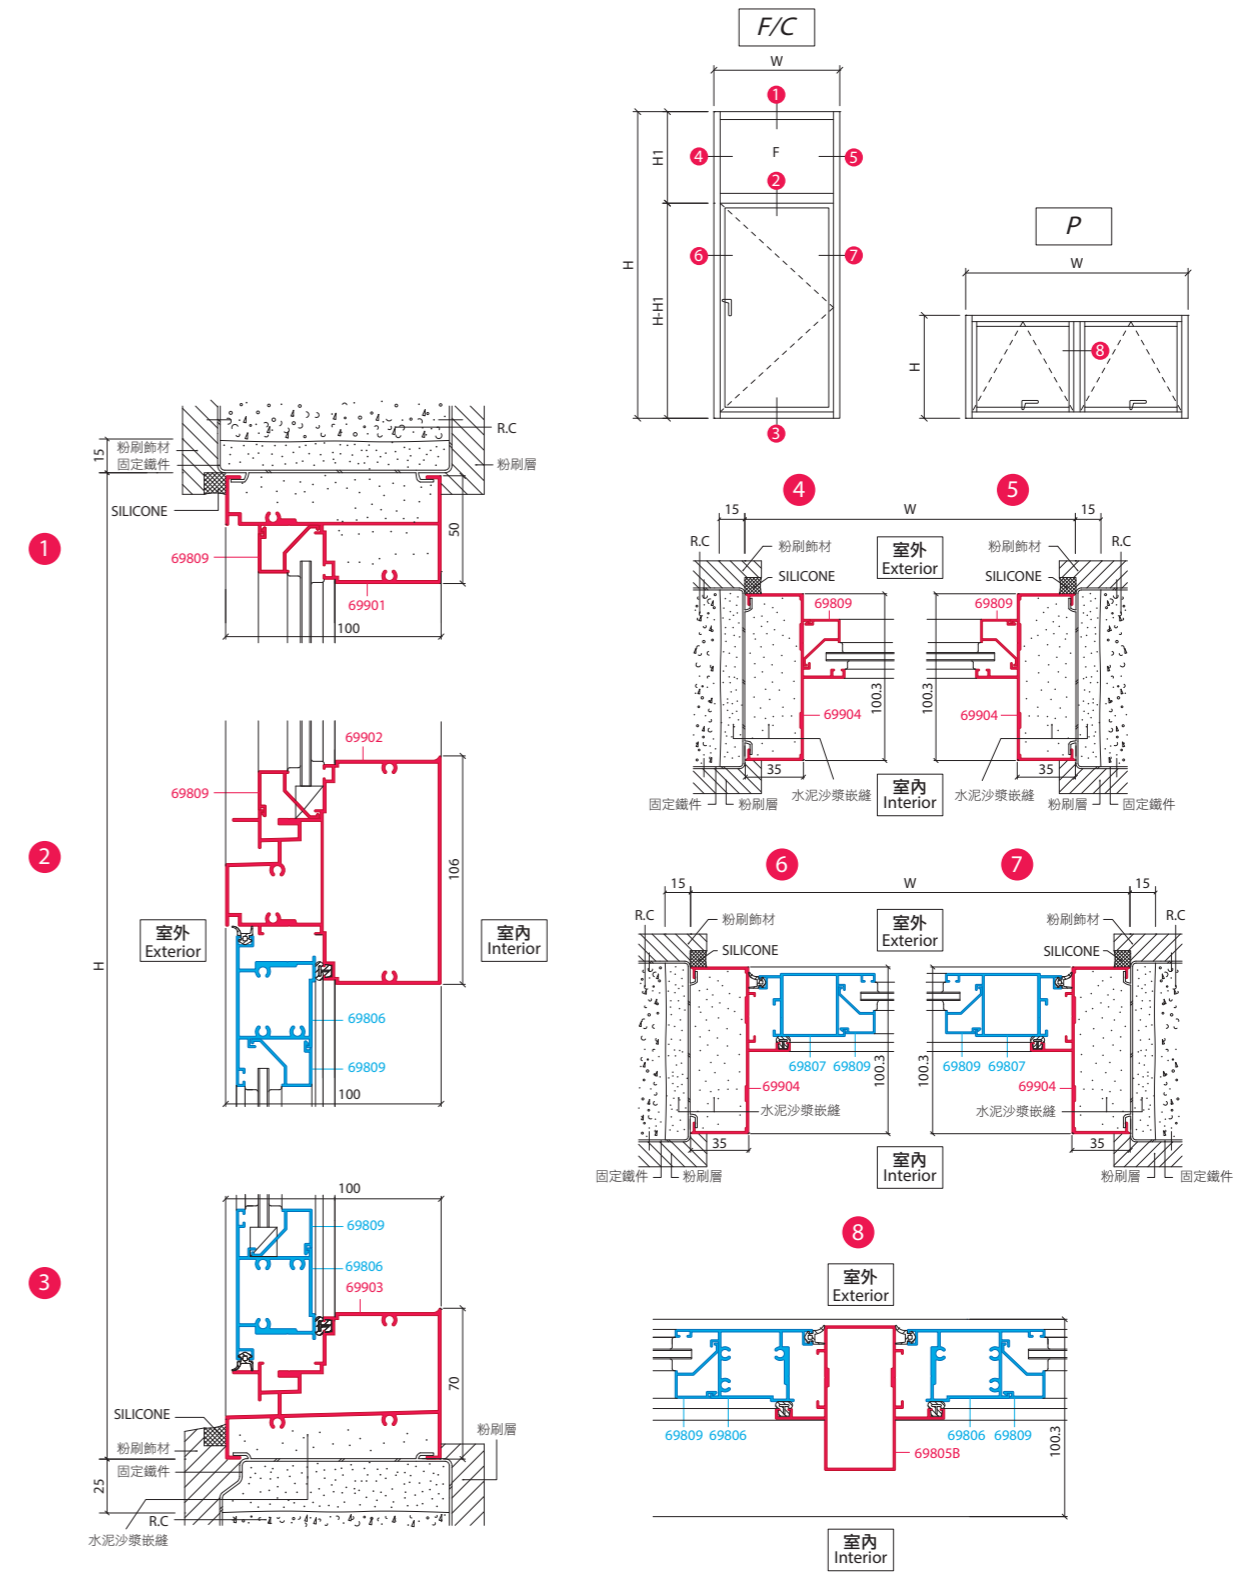 F/C
W
1
4
F
5
H1
2
6
7
H
H-H1
3
P
W
H
8
R.C
粉刷飾材
15
固定鐵件
粉刷層
SILICONE
50
1
69809
69901
100
69902
69809
2
106
室外
Exterior
室內
Interior
H
69806
69809
100
100
69809
69806
3
69903
70
SILICONE
粉刷層
粉刷飾材
固定鐵件
25
R.C
水泥沙漿嵌縫
4
5
15
W
15
R.C
粉刷飾材
室外
Exterior
粉刷飾材
R.C
SILICONE
SILICONE
69809
69809
100.3
100.3
69904
69904
35
35
水泥沙漿嵌縫
室內
Interior
水泥沙漿嵌縫
固定鐵件
粉刷層
粉刷層
固定鐵件
6
7
15
W
15
R.C
粉刷飾材
室外
Exterior
粉刷飾材
R.C
SILICONE
SILICONE
69807
69809
100.3
100.3
69809
69807
69904
69904
水泥沙漿嵌縫
水泥沙漿嵌縫
35
35
室內
Interior
固定鐵件
粉刷層
粉刷層
固定鐵件
8
室外
Exterior
69809
69806
69806
69809
69805B
100.3
室內
Interior